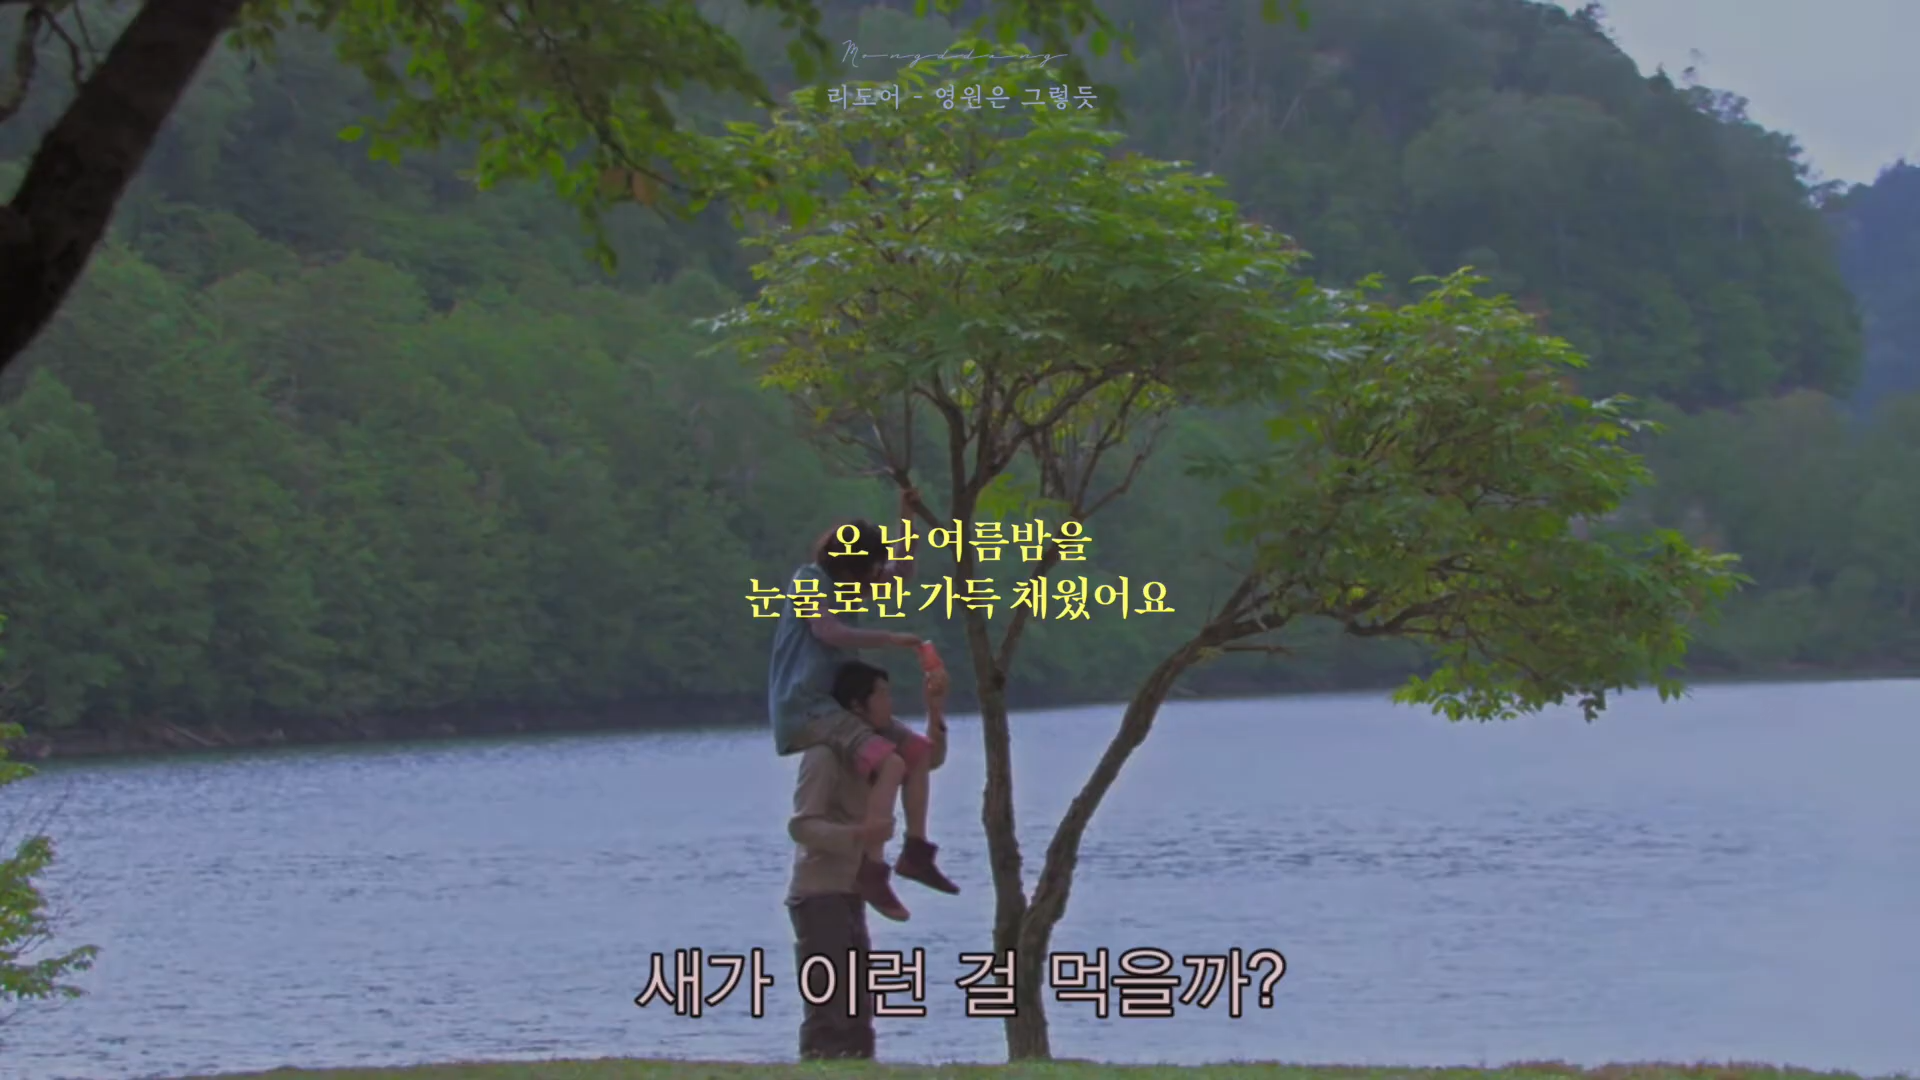 Mongddang
리도어 - 영원은 그렇듯
오 난 여름밤을
눈물로만 가득 채웠어요
새가 이런 걸 먹을까?